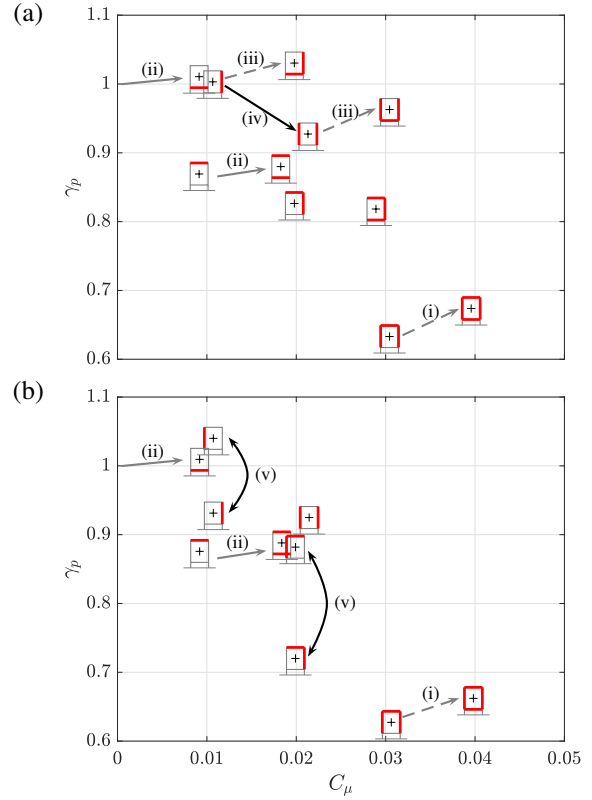 (a)
1.1
(ii)
(iii)
1
(iv)
(iii)
0.9
(ii)
γp
0.8
0.7
(i)
0.6
(b)
1.1
(ii)
1
(v)
0.9
(ii)
γp
0.8
(v)
0.7
(i)
0.6
0 0.01 0.02 0.03 0.04 0.05
Cμ